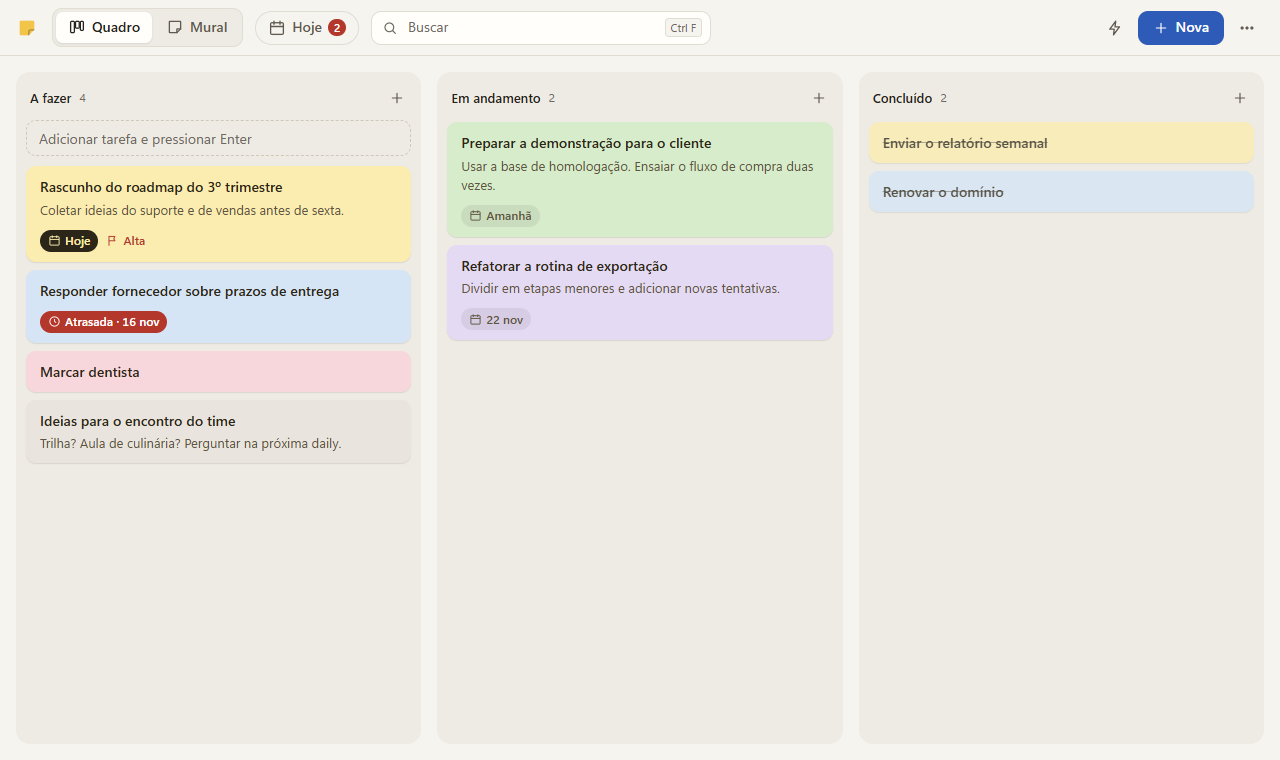 Quadro
Mural
Hoje 2
Buscar
Ctrl F
Nova
A fazer 4
Adicionar tarefa e pressionar Enter
Rascunho do roadmap do 3º trimestre
Coletar ideias do suporte e de vendas antes de sexta.
Hoje
Alta
Responder fornecedor sobre prazos de entrega
Atrasada · 16 nov
Marcar dentista
Ideias para o encontro do time
Trilha? Aula de culinária? Perguntar na próxima daily.
Em andamento 2
Preparar a demonstração para o cliente
Usar a base de homologação. Ensaiar o fluxo de compra duas
vezes.
Amanhã
Refatorar a rotina de exportação
Dividir em etapas menores e adicionar novas tentativas.
22 nov
Concluído 2
Enviar o relatório semanal
Renovar o domínio